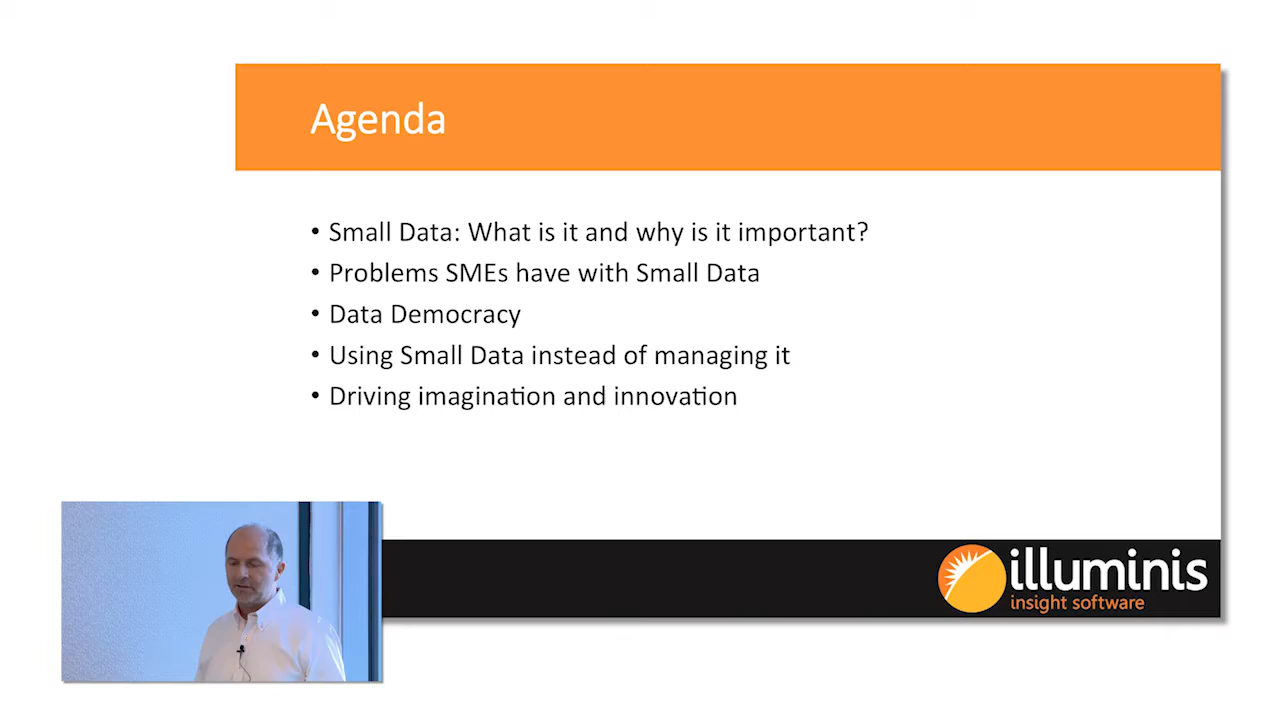 Agenda
• Small Data: What is it and why is it important?
• Problems SMEs have with Small Data
• Data Democracy
• Using Small Data instead of managing it
• Driving imagination and innovation
illuminis
insight software